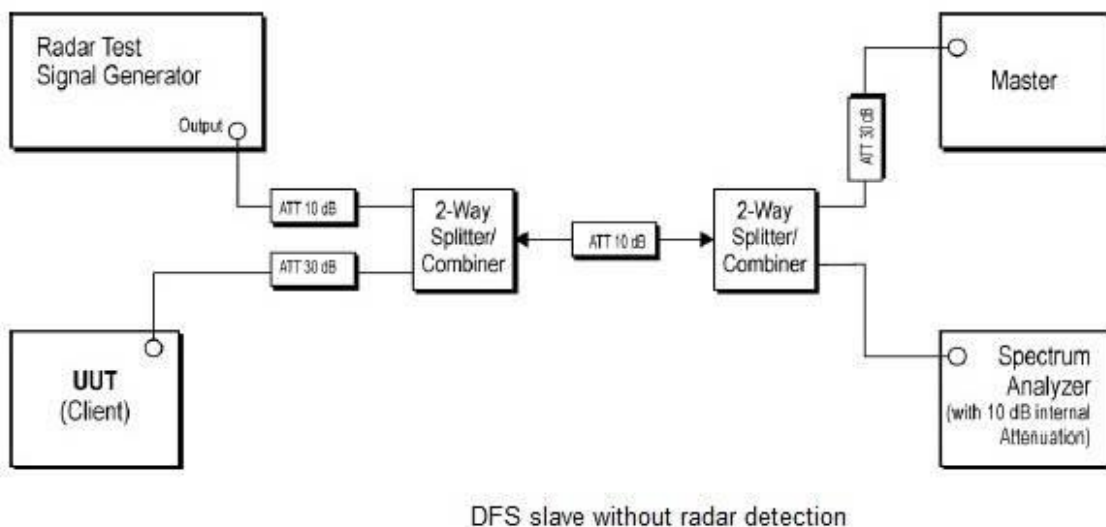 Radar Test
Signal Generator
Output
ATT 10 dB
ATT 30 dB
2-Way
Splitter/
Combiner
ATT 10 dB
2-Way
Splitter/
Combiner
ATT 30 dB
Master
UUT
(Client)
Spectrum
Analyzer
(with 10 dB internal
Attenuation)
DFS slave without radar detection